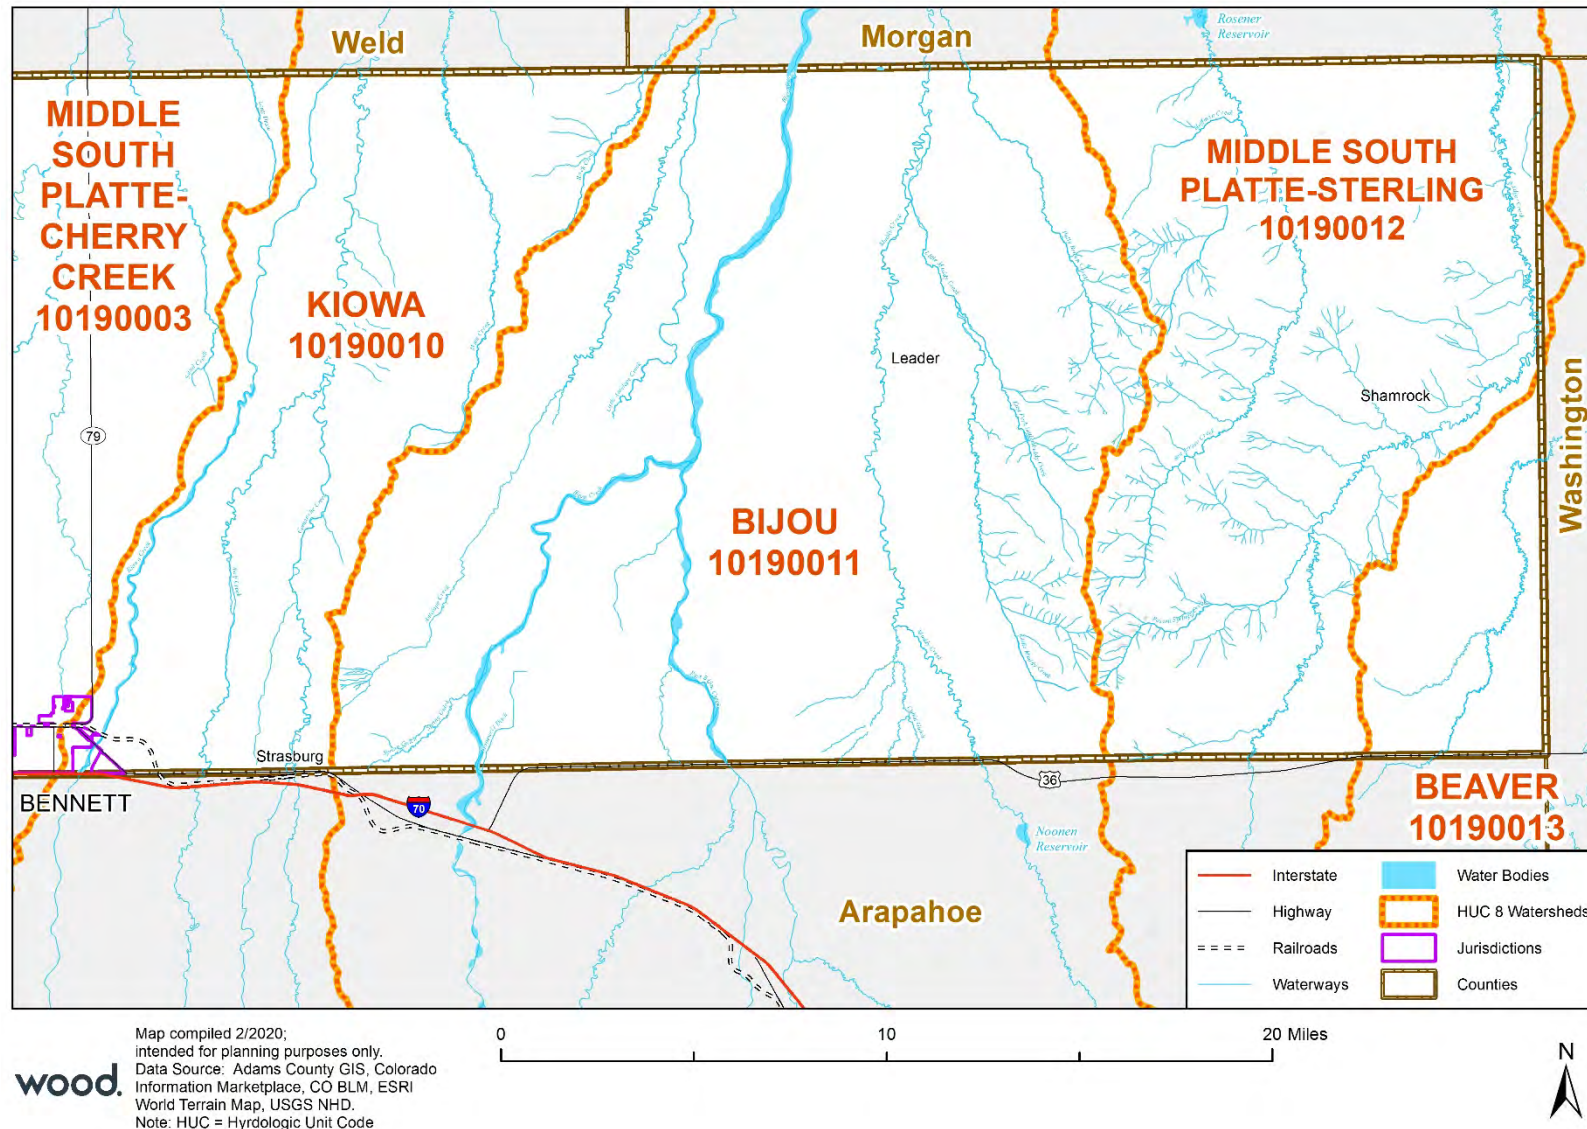 Weld
Morgan
Rosener
Reservoir
MIDDLE
SOUTH
PLATTE-
CHERRY
CREEK
10190003
MIDDLE SOUTH
PLATTE-STERLING
10190012
KIOWA
10190010
Leader
Shamrock
Washington
79
BIJOU
10190011
Strasburg
BENNETT
70
36
BEAVER
10190013
Noonen
Reservoir
Arapahoe
Interstate
Highway
Railroads
Waterways
Water Bodies
HUC 8 Watersheds
Jurisdictions
Counties
wood.
Map compiled 2/2020;
intended for planning purposes only.
Data Source: Adams County GIS, Colorado
Information Marketplace, CO BLM, ESRI
World Terrain Map, USGS NHD.
Note: HUC = Hyrdologic Unit Code
0 10 20 Miles
N